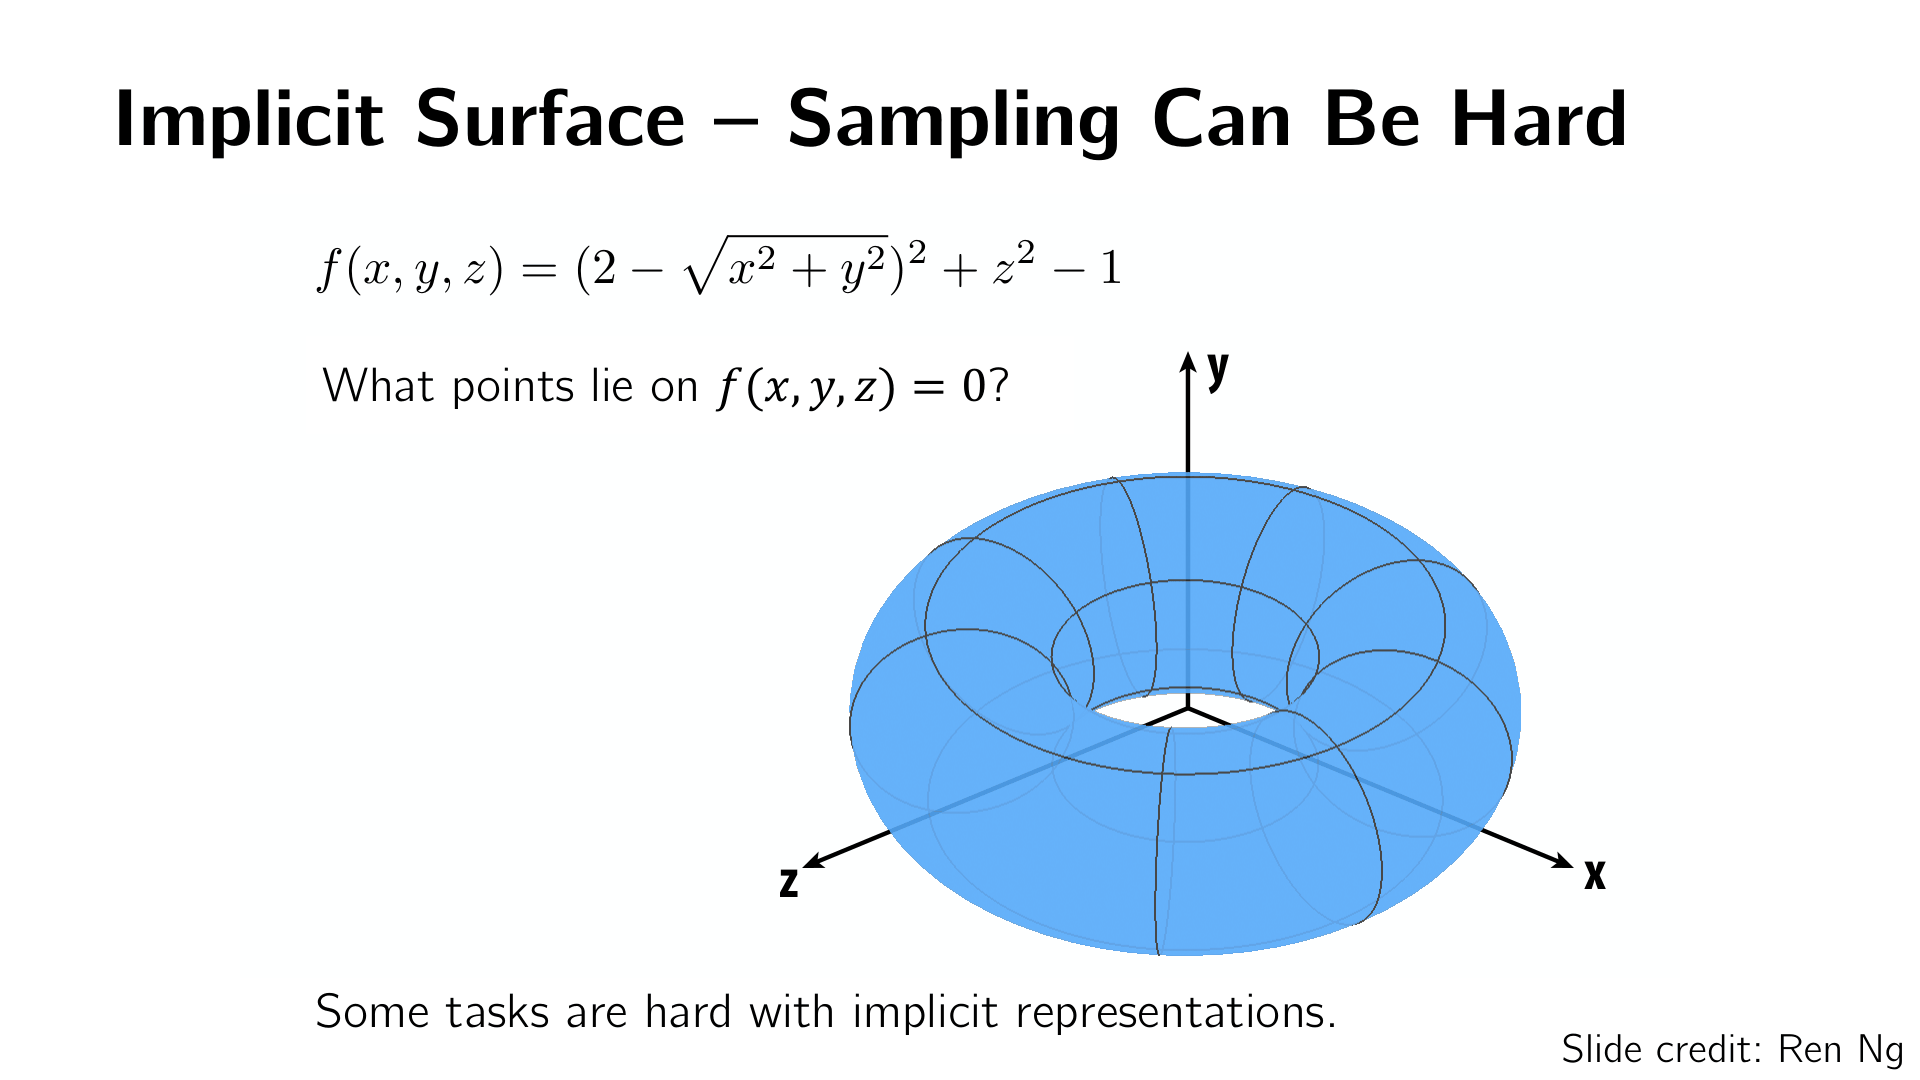 Implicit Surface – Sampling Can Be Hard
f(x, y, z) = (2 − √(x² + y²))² + z² − 1
What points lie on f(x, y, z) = 0?
y
z
x
Some tasks are hard with implicit representations.
Slide credit: Ren Ng